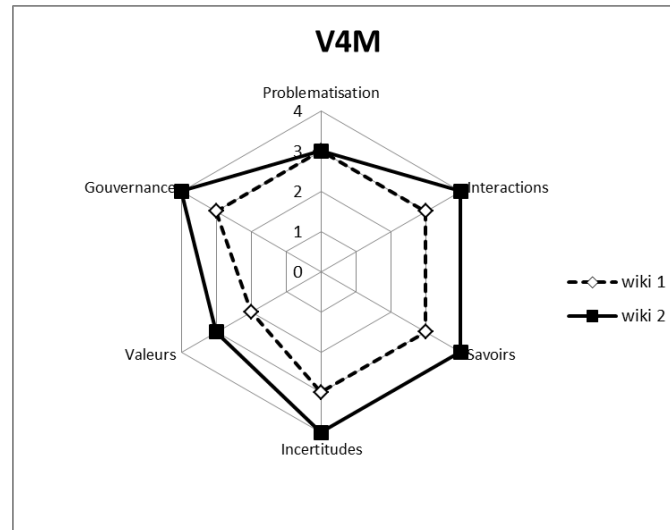 V4M
Problematisation
4
3
2
1
0
Interactions
Savoirs
Incertitudes
Valeurs
Gouvernance
wiki 1
wiki 2